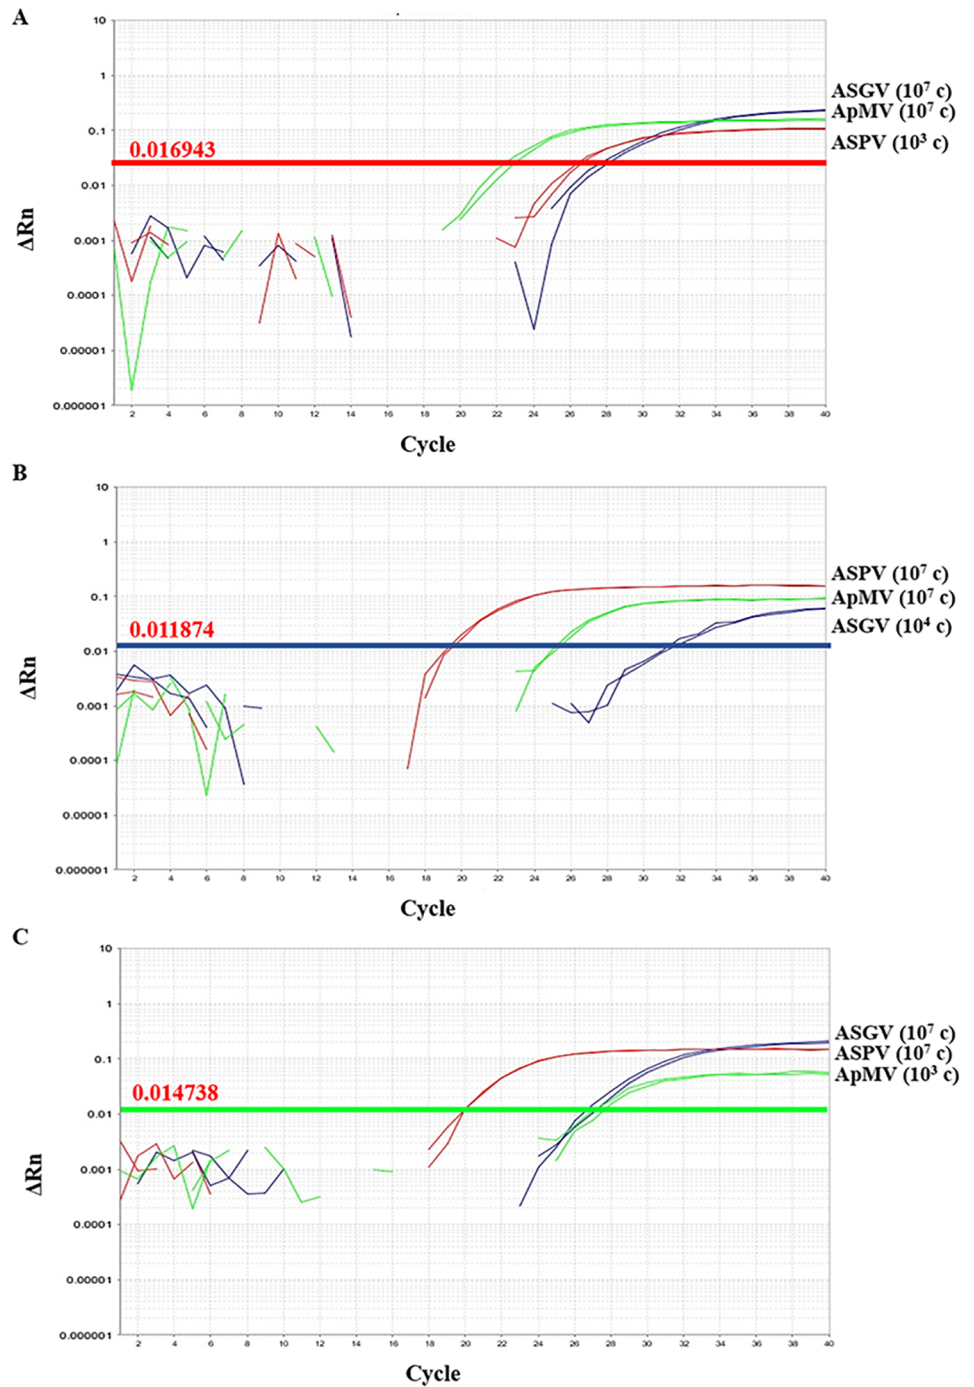 A
10
1
0.1
0.01
0.001
0.0001
0.00001
0.000001
ΔRn
0.016943
ASGV (10⁷ c)
ApMV (10⁷ c)
ASPV (10³ c)
2 4 6 8 10 12 14 16 18 20 22 24 26 28 30 32 34 36 38 40
Cycle
B
10
1
0.1
0.01
0.001
0.0001
0.00001
0.000001
ΔRn
0.011874
ASPV (10⁷ c)
ApMV (10⁷ c)
ASGV (10⁴ c)
2 4 6 8 10 12 14 16 18 20 22 24 26 28 30 32 34 36 38 40
Cycle
C
10
1
0.1
0.01
0.001
0.0001
0.00001
0.000001
ΔRn
0.014738
ASGV (10⁷ c)
ASPV (10⁷ c)
ApMV (10³ c)
2 4 6 8 10 12 14 16 18 20 22 24 26 28 30 32 34 36 38 40
Cycle